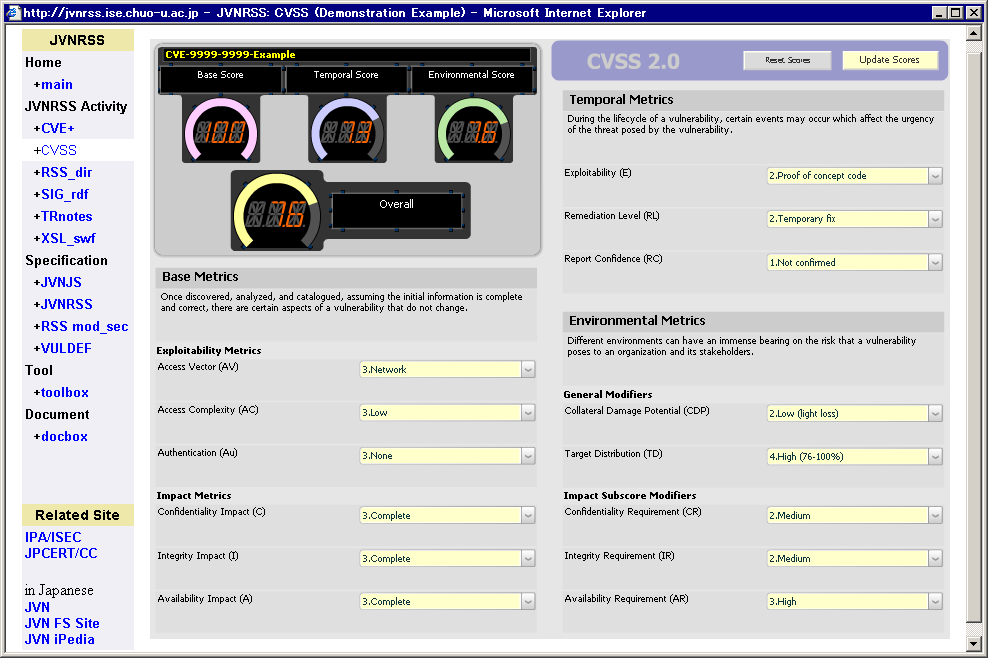 http://jvnrss.ise.chuo-u.ac.jp - JVNRSS: CVSS (Demonstration Example) - Microsoft Internet Explorer
JVNRSS
Home
+main
JVNRSS Activity
+CVE+
+CVSS
+RSS_dir
+SIG_rdf
+TRnotes
+XSL_swf
Specification
+JVNJS
+JVNRSS
+RSS mod_sec
+VULDEF
Tool
+toolbox
Document
+docbox
Related Site
IPA/ISEC
JPCERT/CC
in Japanese
JVN
JVN FS Site
JVN iPedia
CVE-9999-9999-Example
Base Score
Temporal Score
Environmental Score
10.0
7.3
7.6
7.6
Overall
Base Metrics
Once discovered, analyzed, and catalogued, assuming the initial information is complete
and correct, there are certain aspects of a vulnerability that do not change.
Exploitability Metrics
Access Vector (AV)
3.Network
Access Complexity (AC)
3.Low
Authentication (Au)
3.None
Impact Metrics
Confidentiality Impact (C)
3.Complete
Integrity Impact (I)
3.Complete
Availability Impact (A)
3.Complete
CVSS 2.0
Reset Scores
Update Scores
Temporal Metrics
During the lifecycle of a vulnerability, certain events may occur which affect the urgency
of the threat posed by the vulnerability.
Exploitability (E)
2.Proof of concept code
Remediation Level (RL)
2.Temporary fix
Report Confidence (RC)
1.Not confirmed
Environmental Metrics
Different environments can have an immense bearing on the risk that a vulnerability
poses to an organization and its stakeholders.
General Modifiers
Collateral Damage Potential (CDP)
2.Low (light loss)
Target Distribution (TD)
4.High (76-100%)
Impact Subscore Modifiers
Confidentiality Requirement (CR)
2.Medium
Integrity Requirement (IR)
2.Medium
Availability Requirement (AR)
3.High